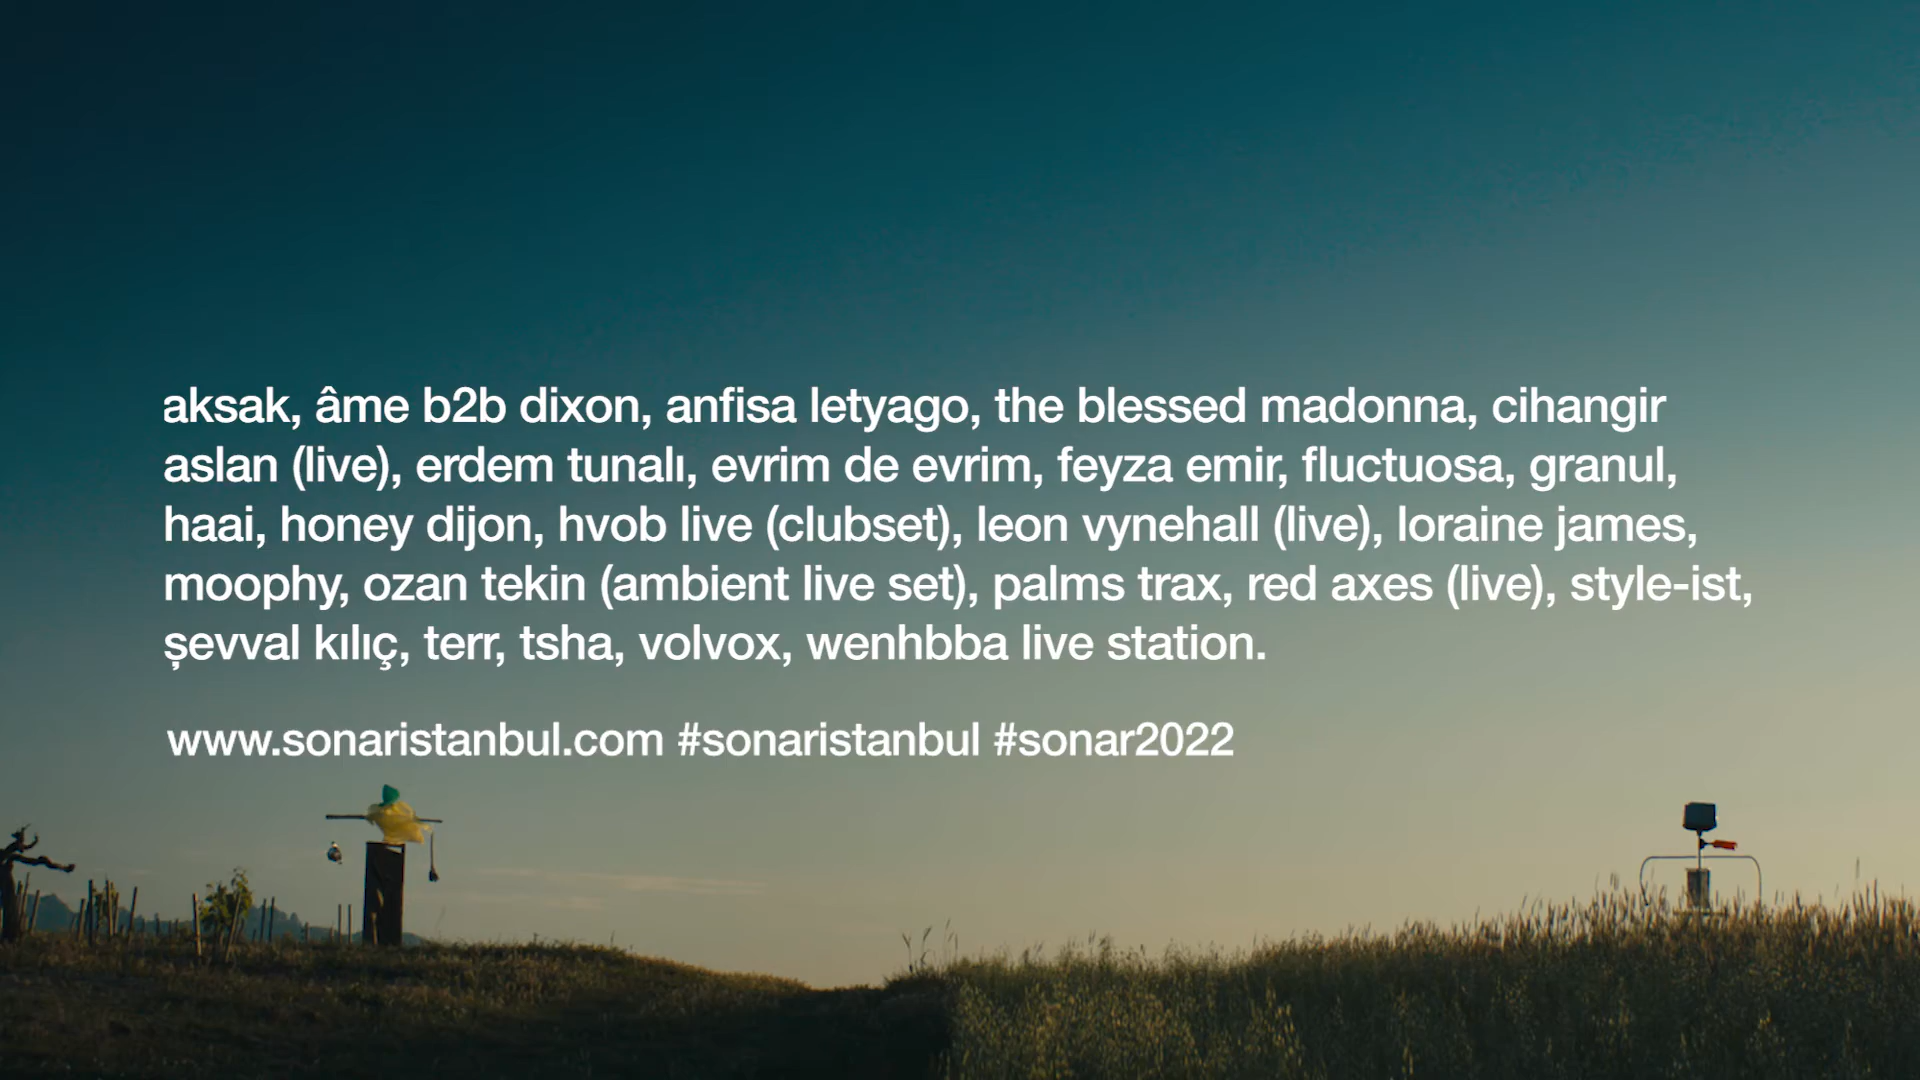 aksak, âme b2b dixon, anfisa letyago, the blessed madonna, cihangir
aslan (live), erdem tunalı, evrim de evrim, feyza emir, fluctuosa, granul,
haai, honey dijon, hvob live (clubset), leon vynehall (live), loraine james,
moophy, ozan tekin (ambient live set), palms trax, red axes (live), style-ist,
şevval kılıç, terr, tsha, volvox, wenhbba live station.
www.sonaristanbul.com #sonaristanbul #sonar2022